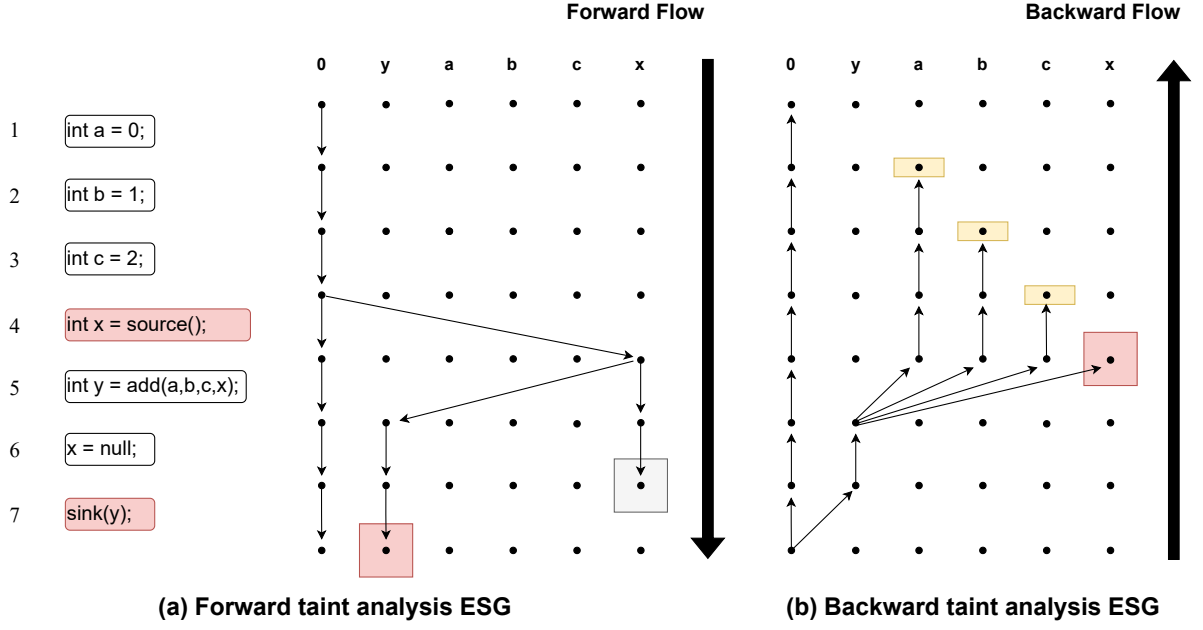 Forward Flow Backward Flow
0 y a b c x 0 y a b c x
1 int a = 0;
2 int b = 1;
3 int c = 2;
4 int x = source();
5 int y = add(a,b,c,x);
6 x = null;
7 sink(y);
(a) Forward taint analysis ESG (b) Backward taint analysis ESG